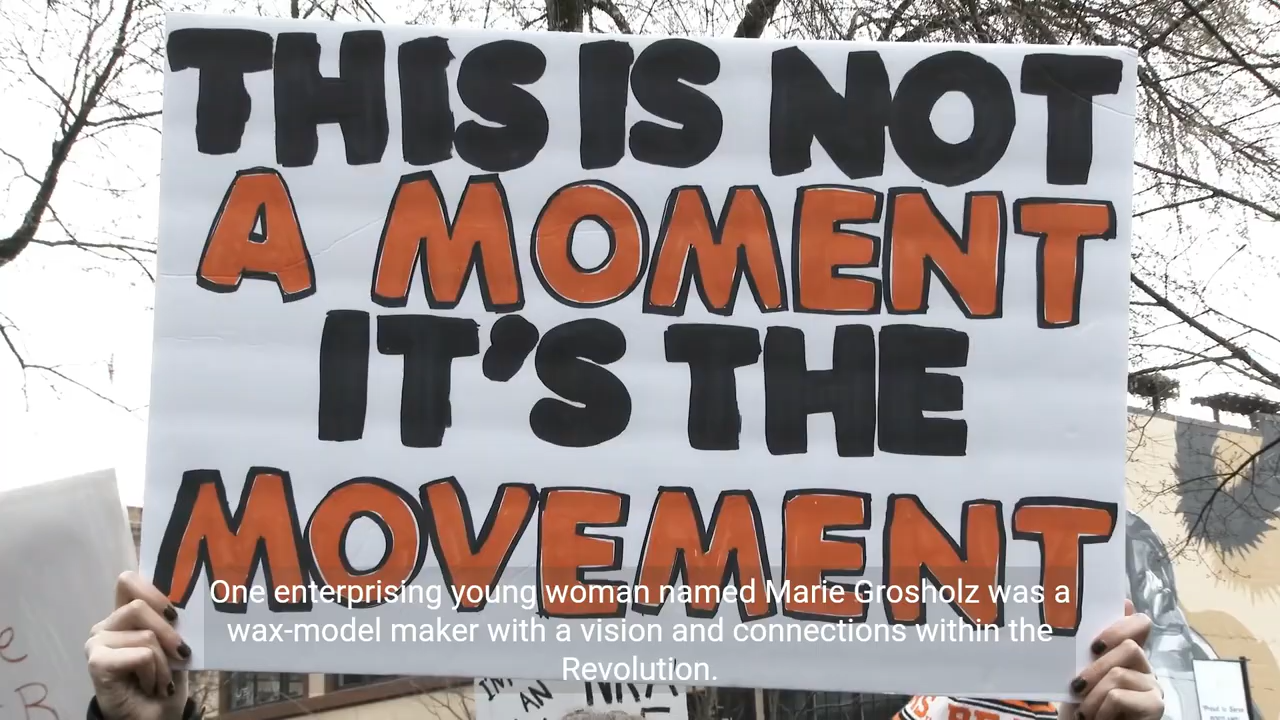 THIS IS NOT
A MOMENT
IT'S THE
MOVEMENT
One enterprising young woman named Marie Grosholz was a
wax-model maker with a vision and connections within the
Revolution.
AN